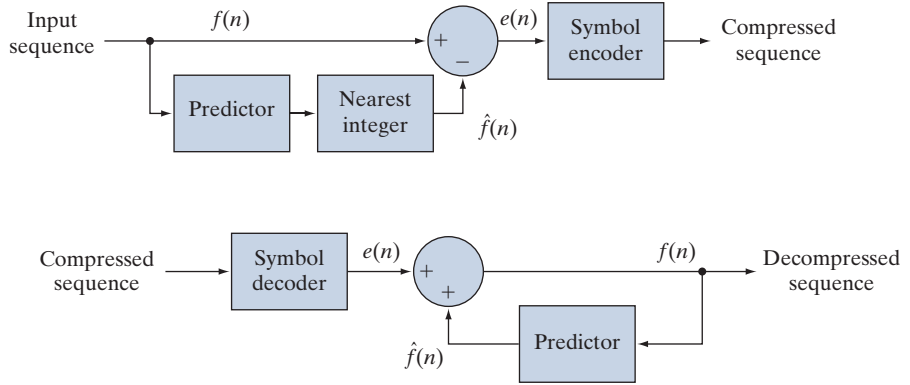 Input
sequence
f(n)
+
−
e(n)
Symbol
encoder
Compressed
sequence
Predictor
Nearest
integer
f̂(n)
Compressed
sequence
Symbol
decoder
e(n)
+
+
f(n)
Decompressed
sequence
f̂(n)
Predictor